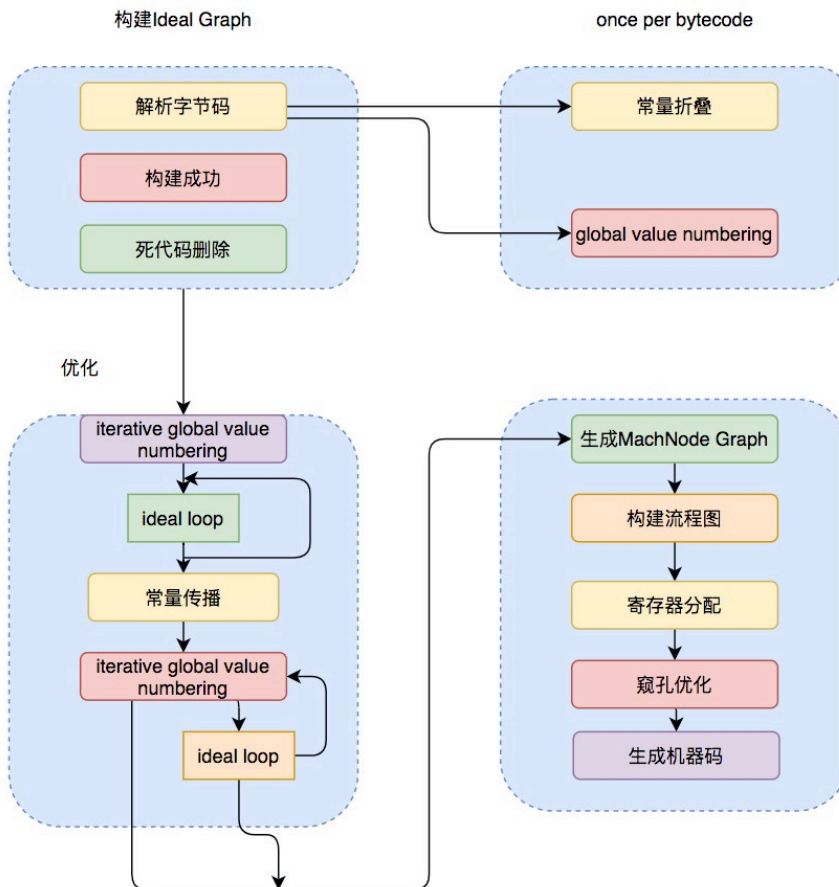 构建Ideal Graph
once per bytecode
解析字节码
常量折叠
构建成功
死代码删除
global value numbering
优化
iterative global value
numbering
ideal loop
常量传播
iterative global value
numbering
ideal loop
生成MachNode Graph
构建流程图
寄存器分配
窥孔优化
生成机器码